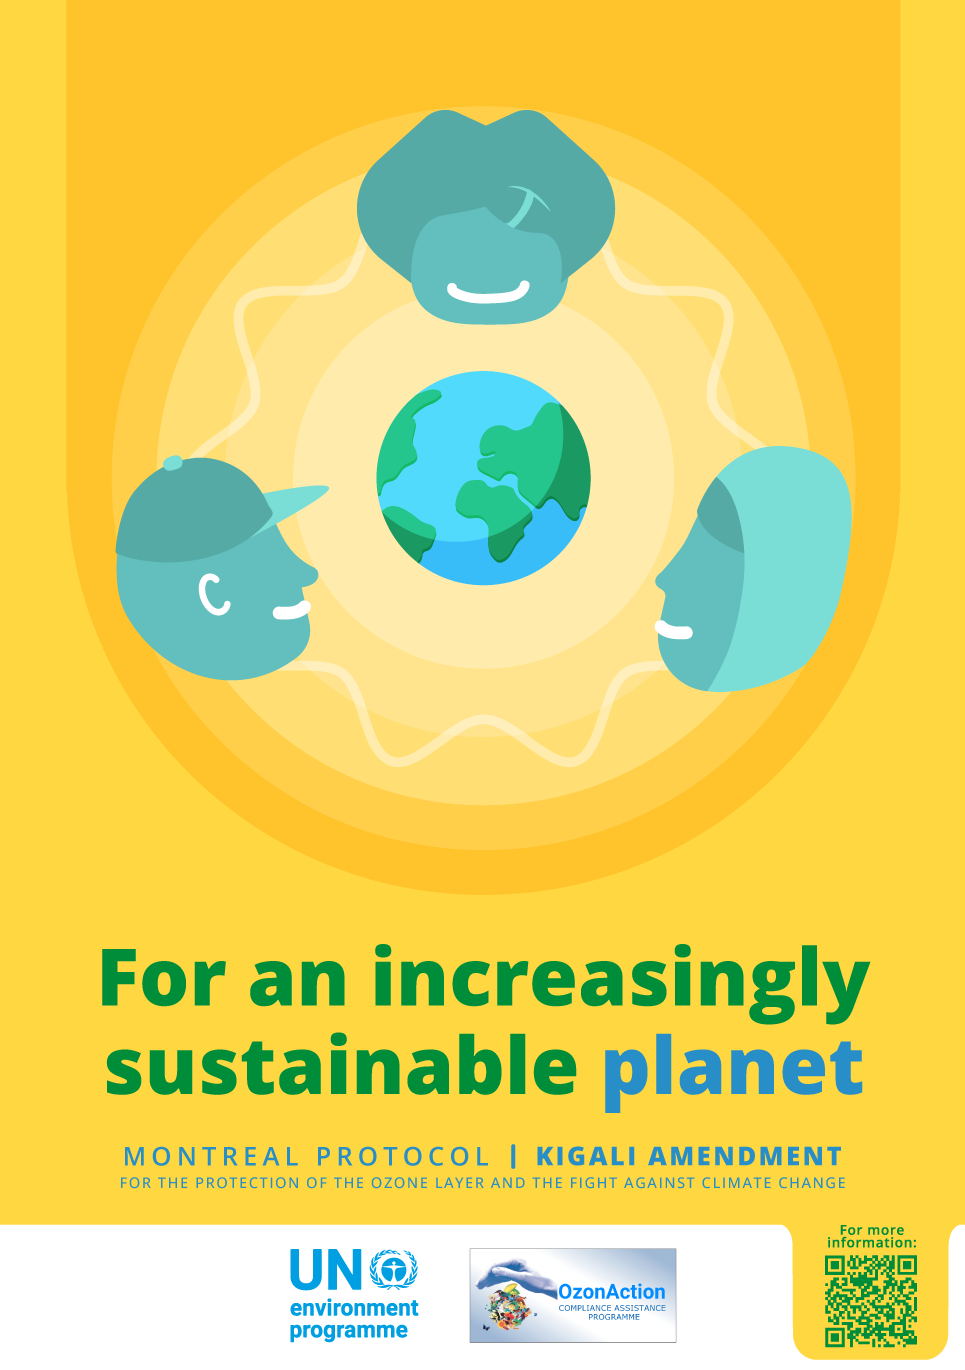 For an increasingly
sustainable planet
MONTREAL PROTOCOL | KIGALI AMENDMENT
FOR THE PROTECTION OF THE OZONE LAYER AND THE FIGHT AGAINST CLIMATE CHANGE
For more
information:
UN
environment
programme
OzonAction
COMPLIANCE ASSISTANCE
PROGRAMME